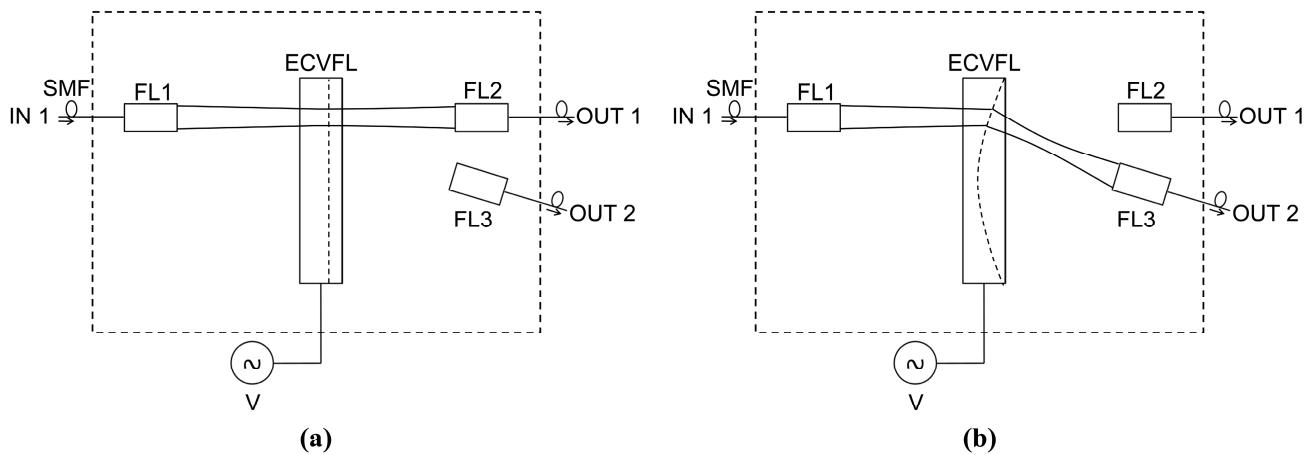 ECVFL
SMF
FL1
FL2
IN 1
OUT 1
FL3
OUT 2
V
(a)
ECVFL
SMF
FL1
FL2
IN 1
OUT 1
FL3
OUT 2
V
(b)